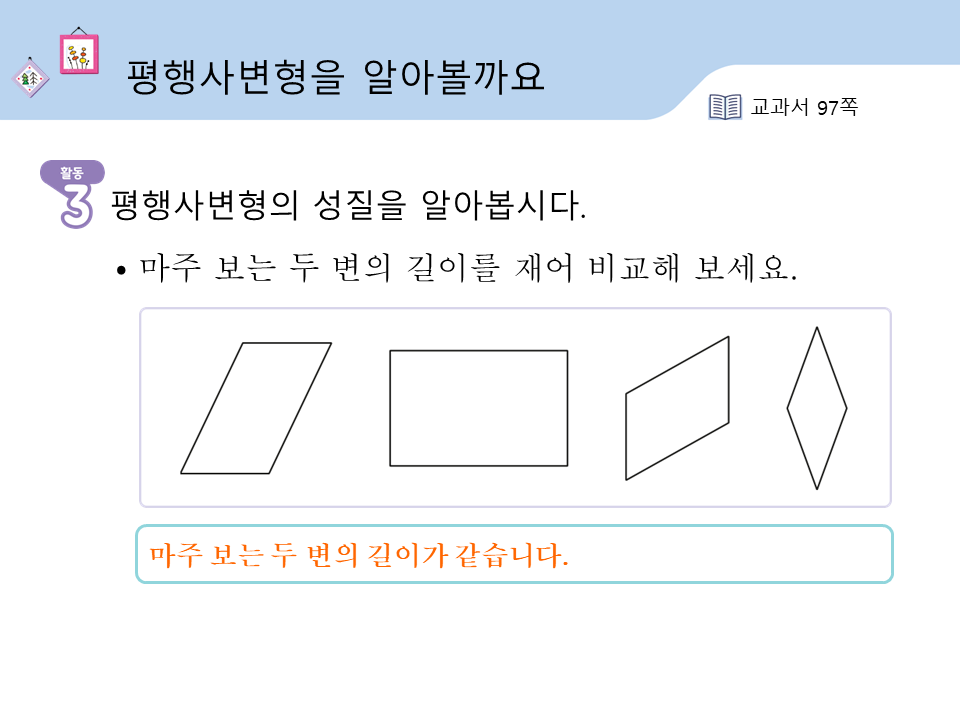 평행사변형을 알아볼까요
교과서 97쪽
활동
3
평행사변형의 성질을 알아봅시다.
• 마주 보는 두 변의 길이를 재어 비교해 보세요.
마주 보는 두 변의 길이가 같습니다.